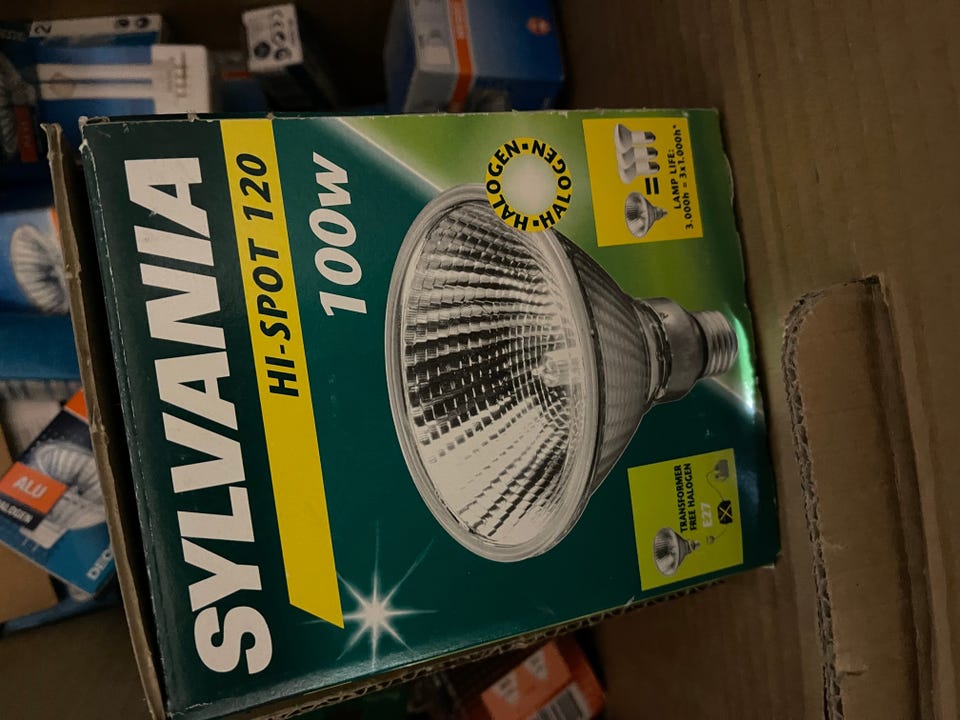 SYLVANIA
HI-SPOT 120
100w
HALOGEN·HALOGEN·
LAMP LIFE:
3.000h = 3x1.000h*
TRANSFORMER
FREE HALOGEN
E27
ALU
HALOGEN
2